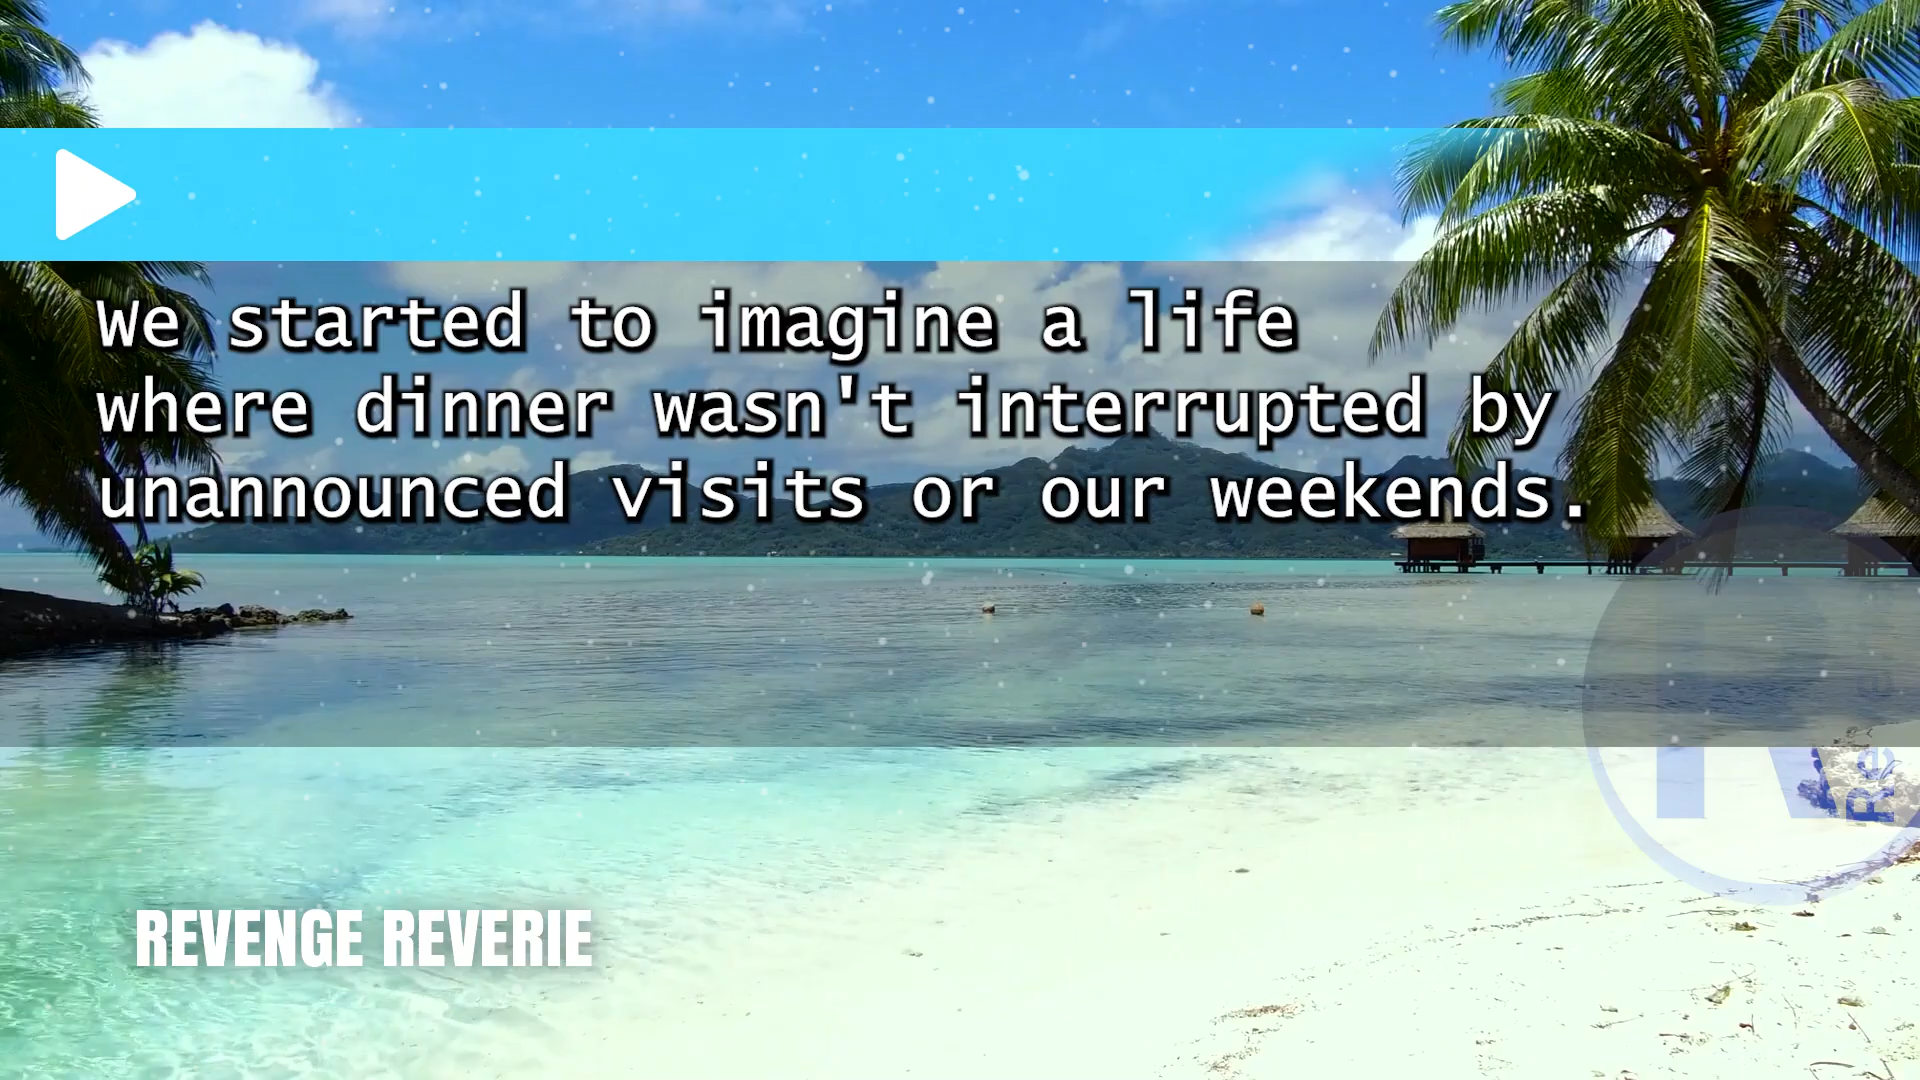 We started to imagine a life
where dinner wasn't interrupted by
unannounced visits or our weekends.
REVENGE REVERIE